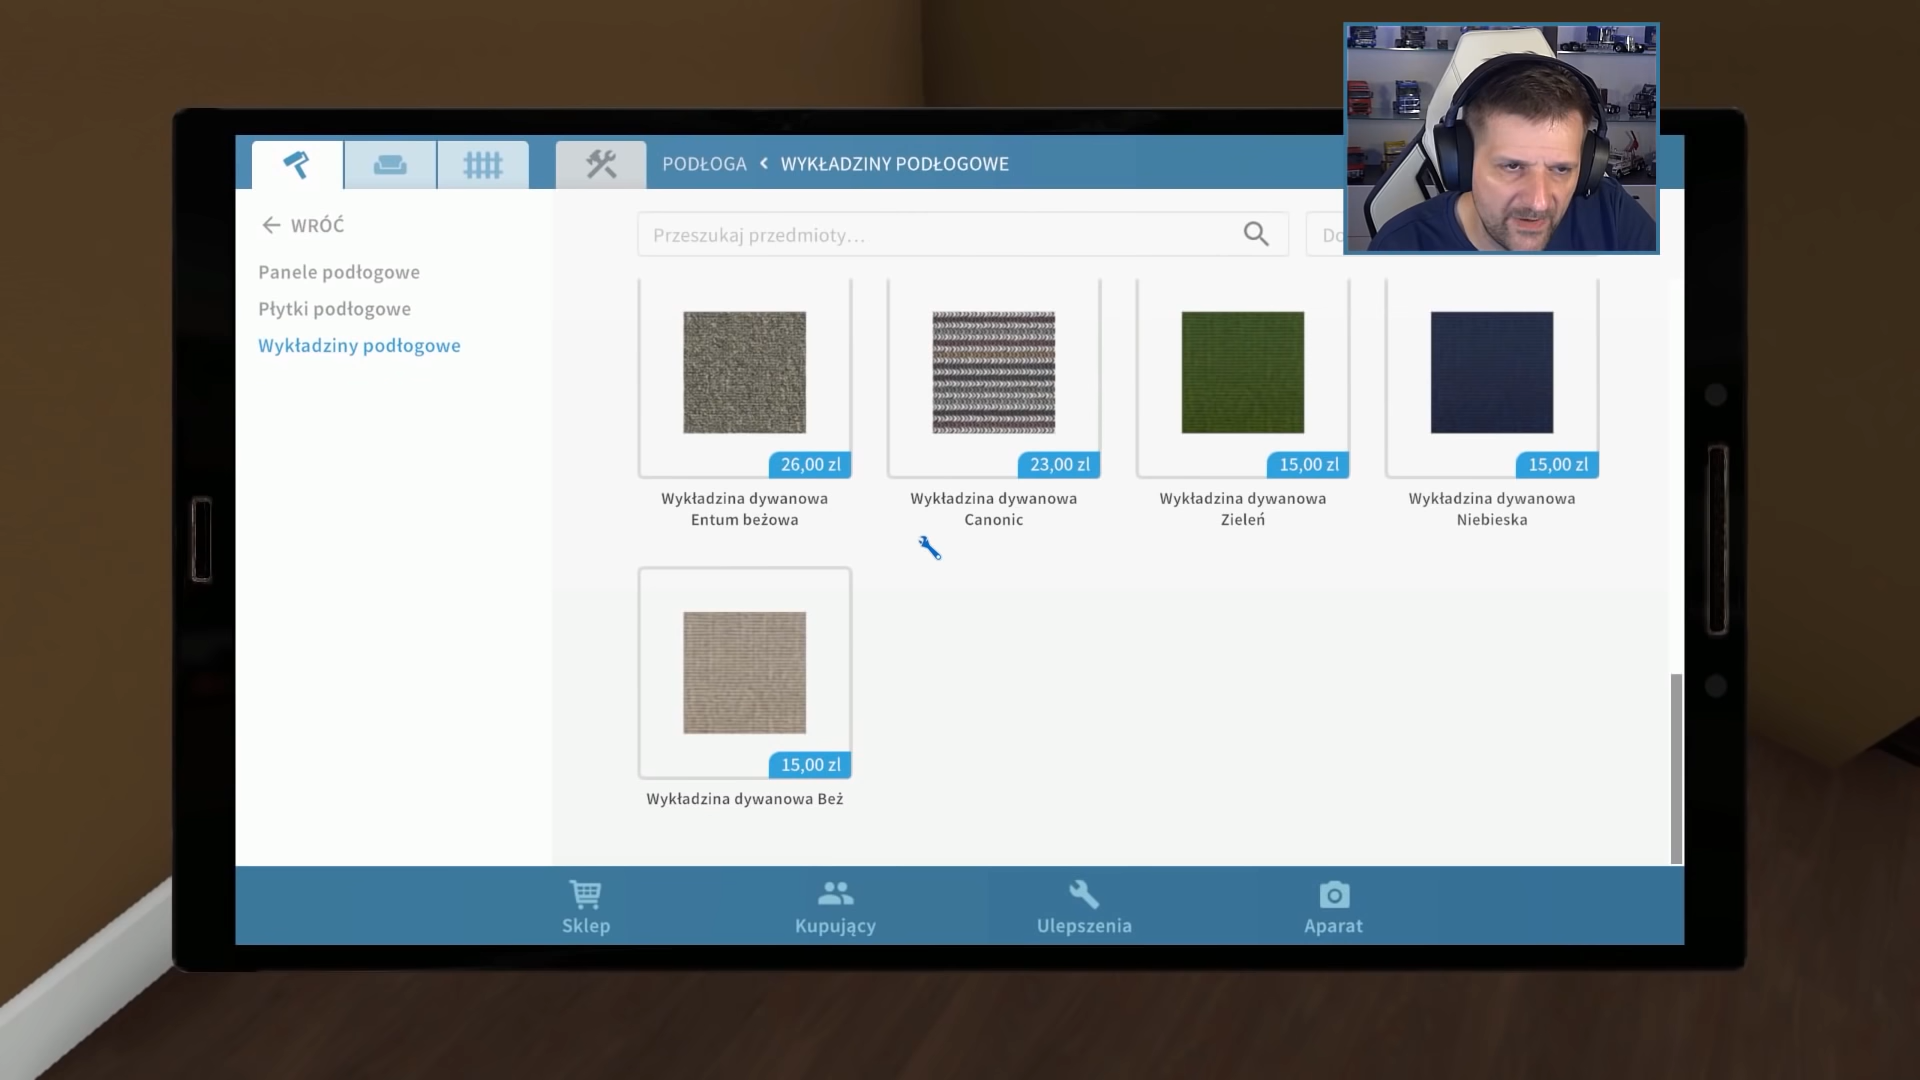 PODŁOGA < WYKŁADZINY PODŁOGOWE
WRÓĆ
Panele podłogowe
Płytki podłogowe
Wykładziny podłogowe
Przeszukaj przedmioty...
26,00 zl
23,00 zl
15,00 zl
15,00 zl
Wykładzina dywanowa
Entum beżowa
Wykładzina dywanowa
Canonic
Wykładzina dywanowa
Zieleń
Wykładzina dywanowa
Niebieska
15,00 zl
Wykładzina dywanowa Beż
Sklep
Kupujący
Ulepszenia
Aparat